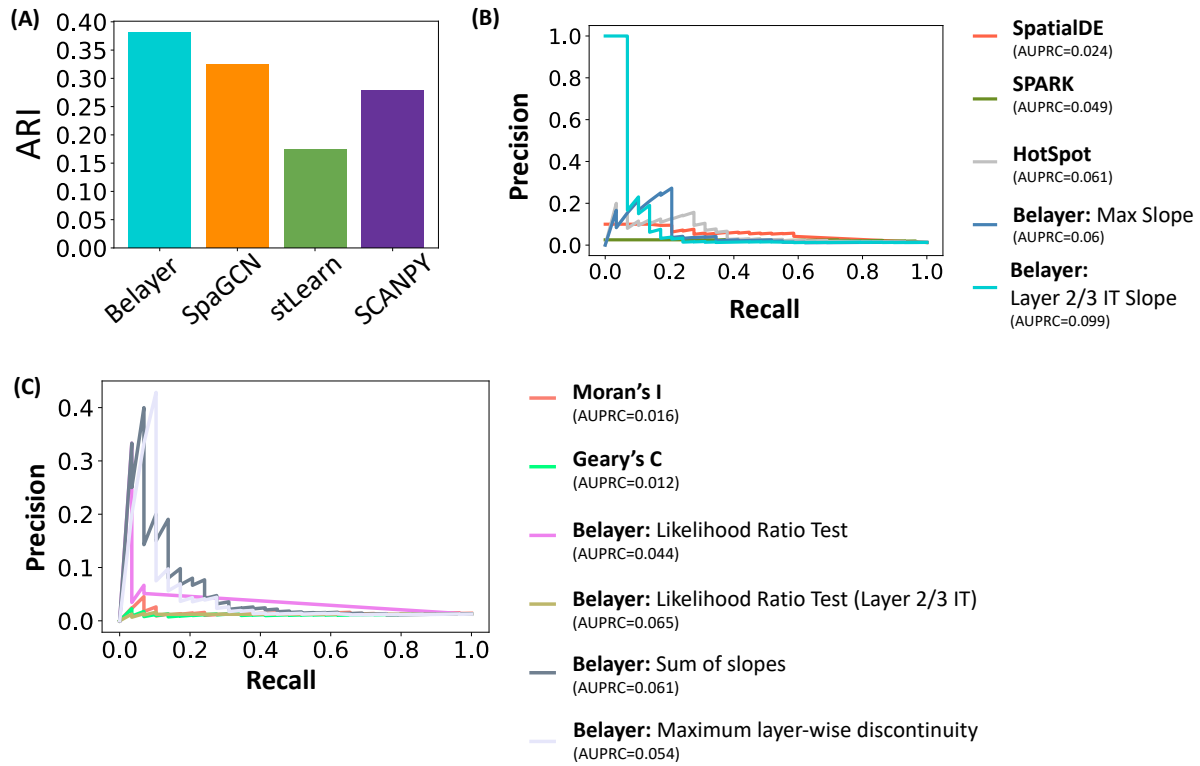 (A)
0.40
0.35
0.30
0.25
0.20
0.15
0.10
0.05
0.00
ARI
Belayer
SpaGCN
stLearn
SCANPY
(B)
1.0
0.8
0.6
0.4
0.2
0.0
Precision
0.0 0.2 0.4 0.6 0.8 1.0
Recall
SpatialDE
(AUPRC=0.024)
SPARK
(AUPRC=0.049)
HotSpot
(AUPRC=0.061)
Belayer: Max Slope
(AUPRC=0.06)
Belayer:
Layer 2/3 IT Slope
(AUPRC=0.099)
(C)
0.4
0.3
0.2
0.1
0.0
Precision
0.0 0.2 0.4 0.6 0.8 1.0
Recall
Moran's I
(AUPRC=0.016)
Geary's C
(AUPRC=0.012)
Belayer: Likelihood Ratio Test
(AUPRC=0.044)
Belayer: Likelihood Ratio Test (Layer 2/3 IT)
(AUPRC=0.065)
Belayer: Sum of slopes
(AUPRC=0.061)
Belayer: Maximum layer-wise discontinuity
(AUPRC=0.054)